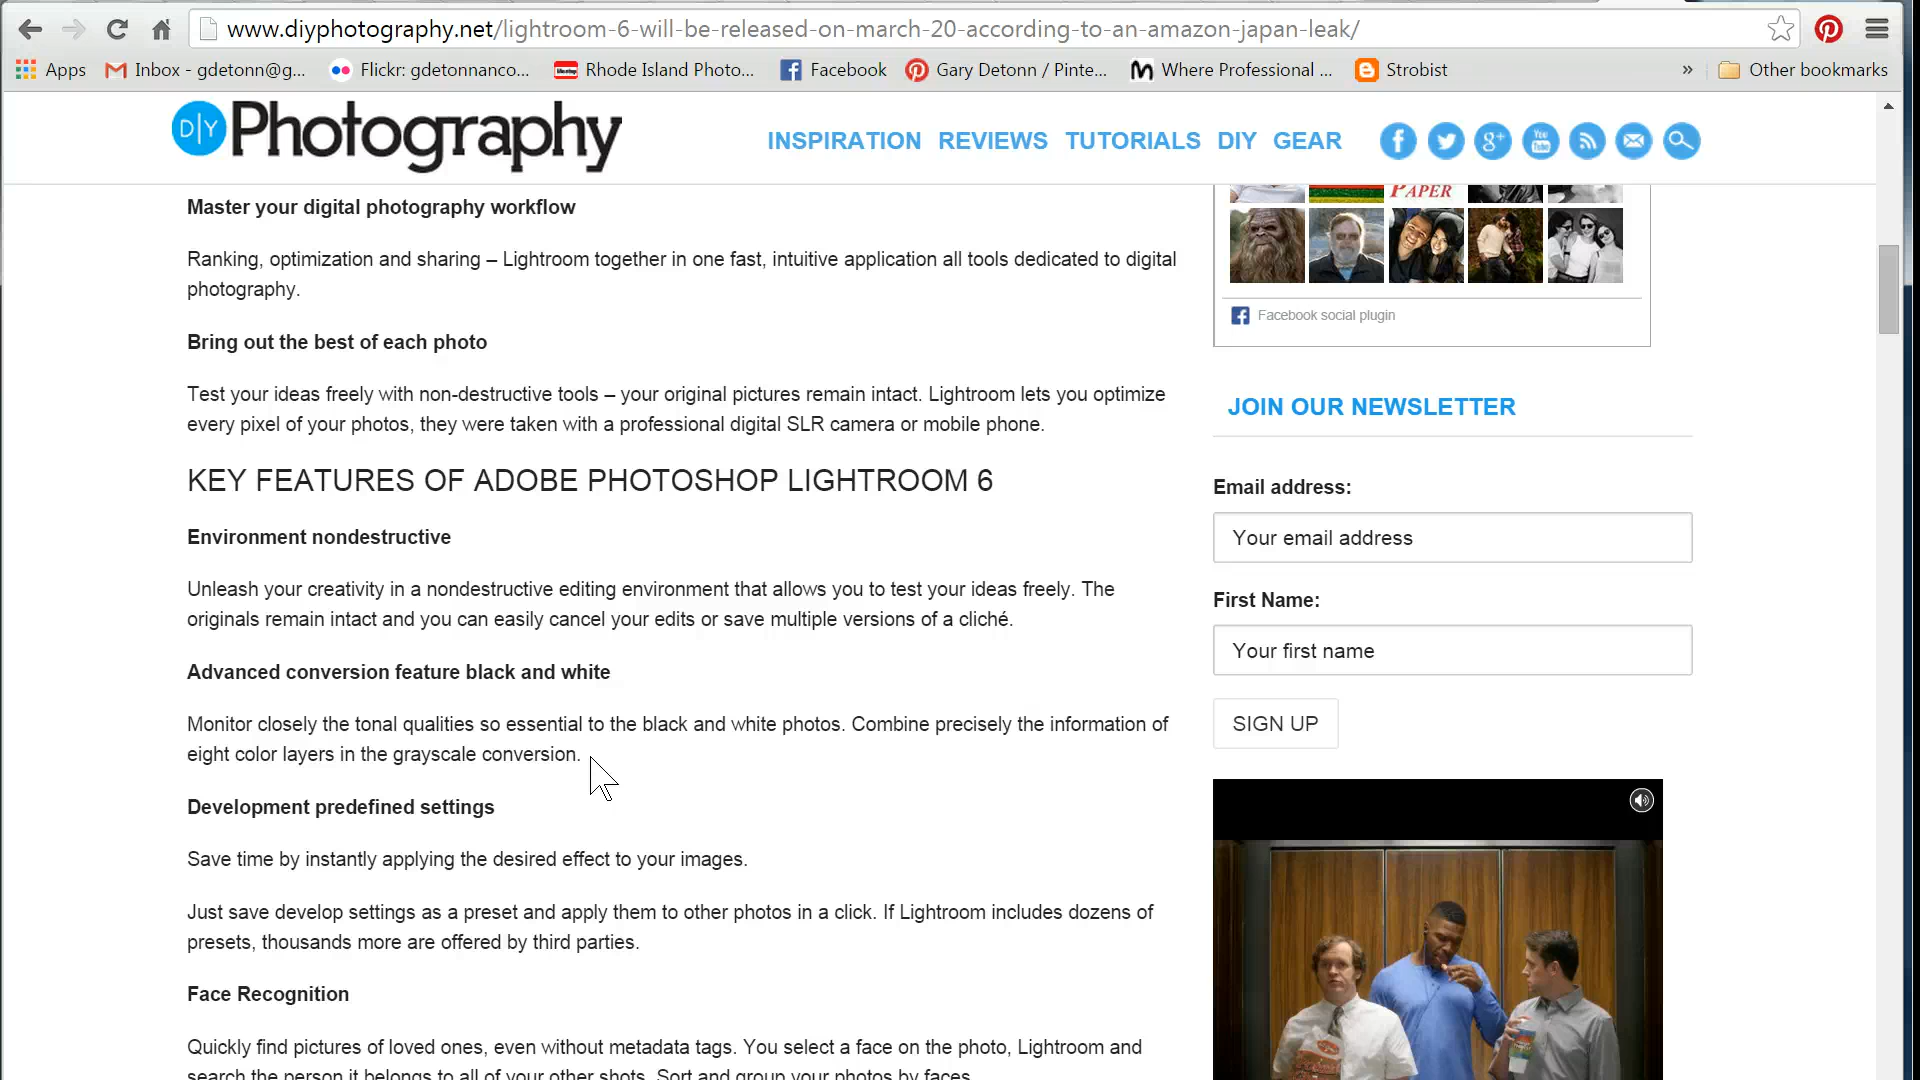 www.diyphotography.net/lightroom-6-will-be-released-on-march-20-according-to-an-amazon-japan-leak/
Apps
Inbox - gdetonn@g...
Flickr: gdetonnanco...
Rhode Island Photo...
Facebook
Gary Detonn / Pinte...
Where Professional ...
Strobist
»
Other bookmarks
D|Y Photography
INSPIRATION REVIEWS TUTORIALS DIY GEAR
You Tube
Master your digital photography workflow
Ranking, optimization and sharing – Lightroom together in one fast, intuitive application all tools dedicated to digital
photography.
Bring out the best of each photo
Test your ideas freely with non-destructive tools – your original pictures remain intact. Lightroom lets you optimize
every pixel of your photos, they were taken with a professional digital SLR camera or mobile phone.
KEY FEATURES OF ADOBE PHOTOSHOP LIGHTROOM 6
Environment nondestructive
Unleash your creativity in a nondestructive editing environment that allows you to test your ideas freely. The
originals remain intact and you can easily cancel your edits or save multiple versions of a cliché.
Advanced conversion feature black and white
Monitor closely the tonal qualities so essential to the black and white photos. Combine precisely the information of
eight color layers in the grayscale conversion.
Development predefined settings
Save time by instantly applying the desired effect to your images.
Just save develop settings as a preset and apply them to other photos in a click. If Lightroom includes dozens of
presets, thousands more are offered by third parties.
Face Recognition
Quickly find pictures of loved ones, even without metadata tags. You select a face on the photo, Lightroom and
search the person it belongs to all of your other shots. Sort and group your photos by faces.
PAPER
Facebook social plugin
JOIN OUR NEWSLETTER
Email address:
Your email address
First Name:
Your first name
SIGN UP